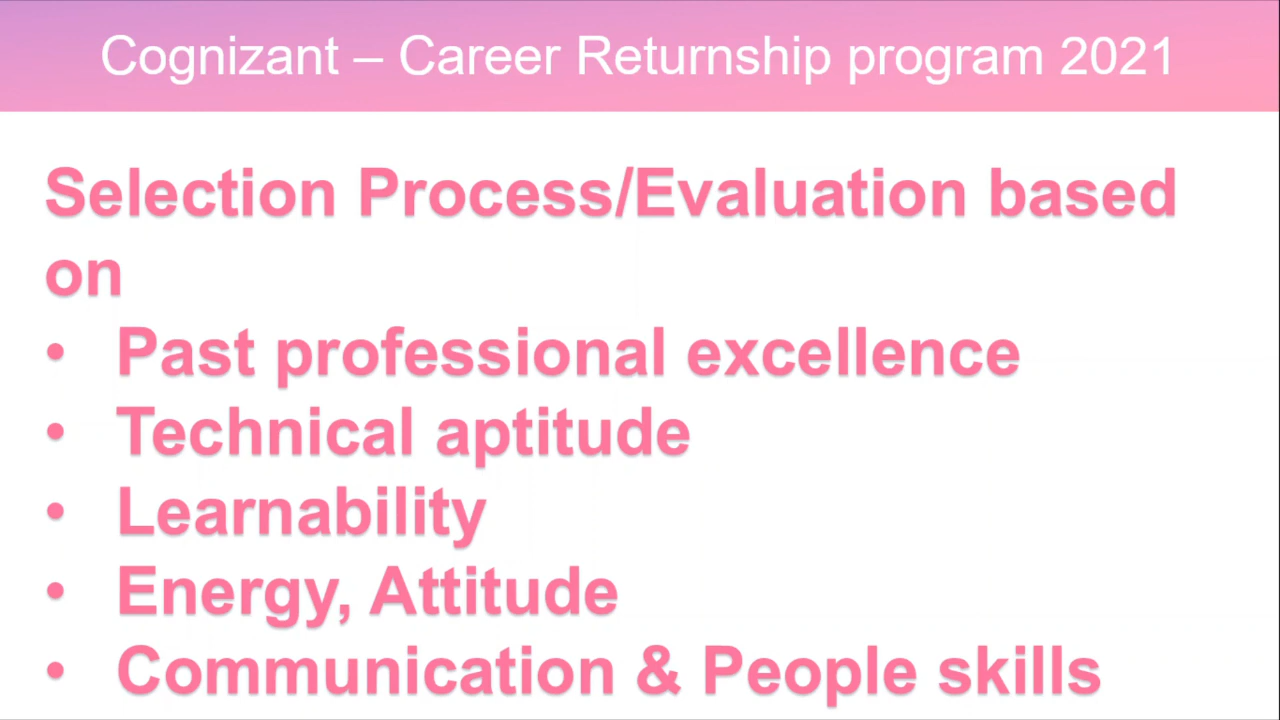 Cognizant – Career Returnship program 2021
Selection Process/Evaluation based
on
• Past professional excellence
• Technical aptitude
• Learnability
• Energy, Attitude
• Communication & People skills